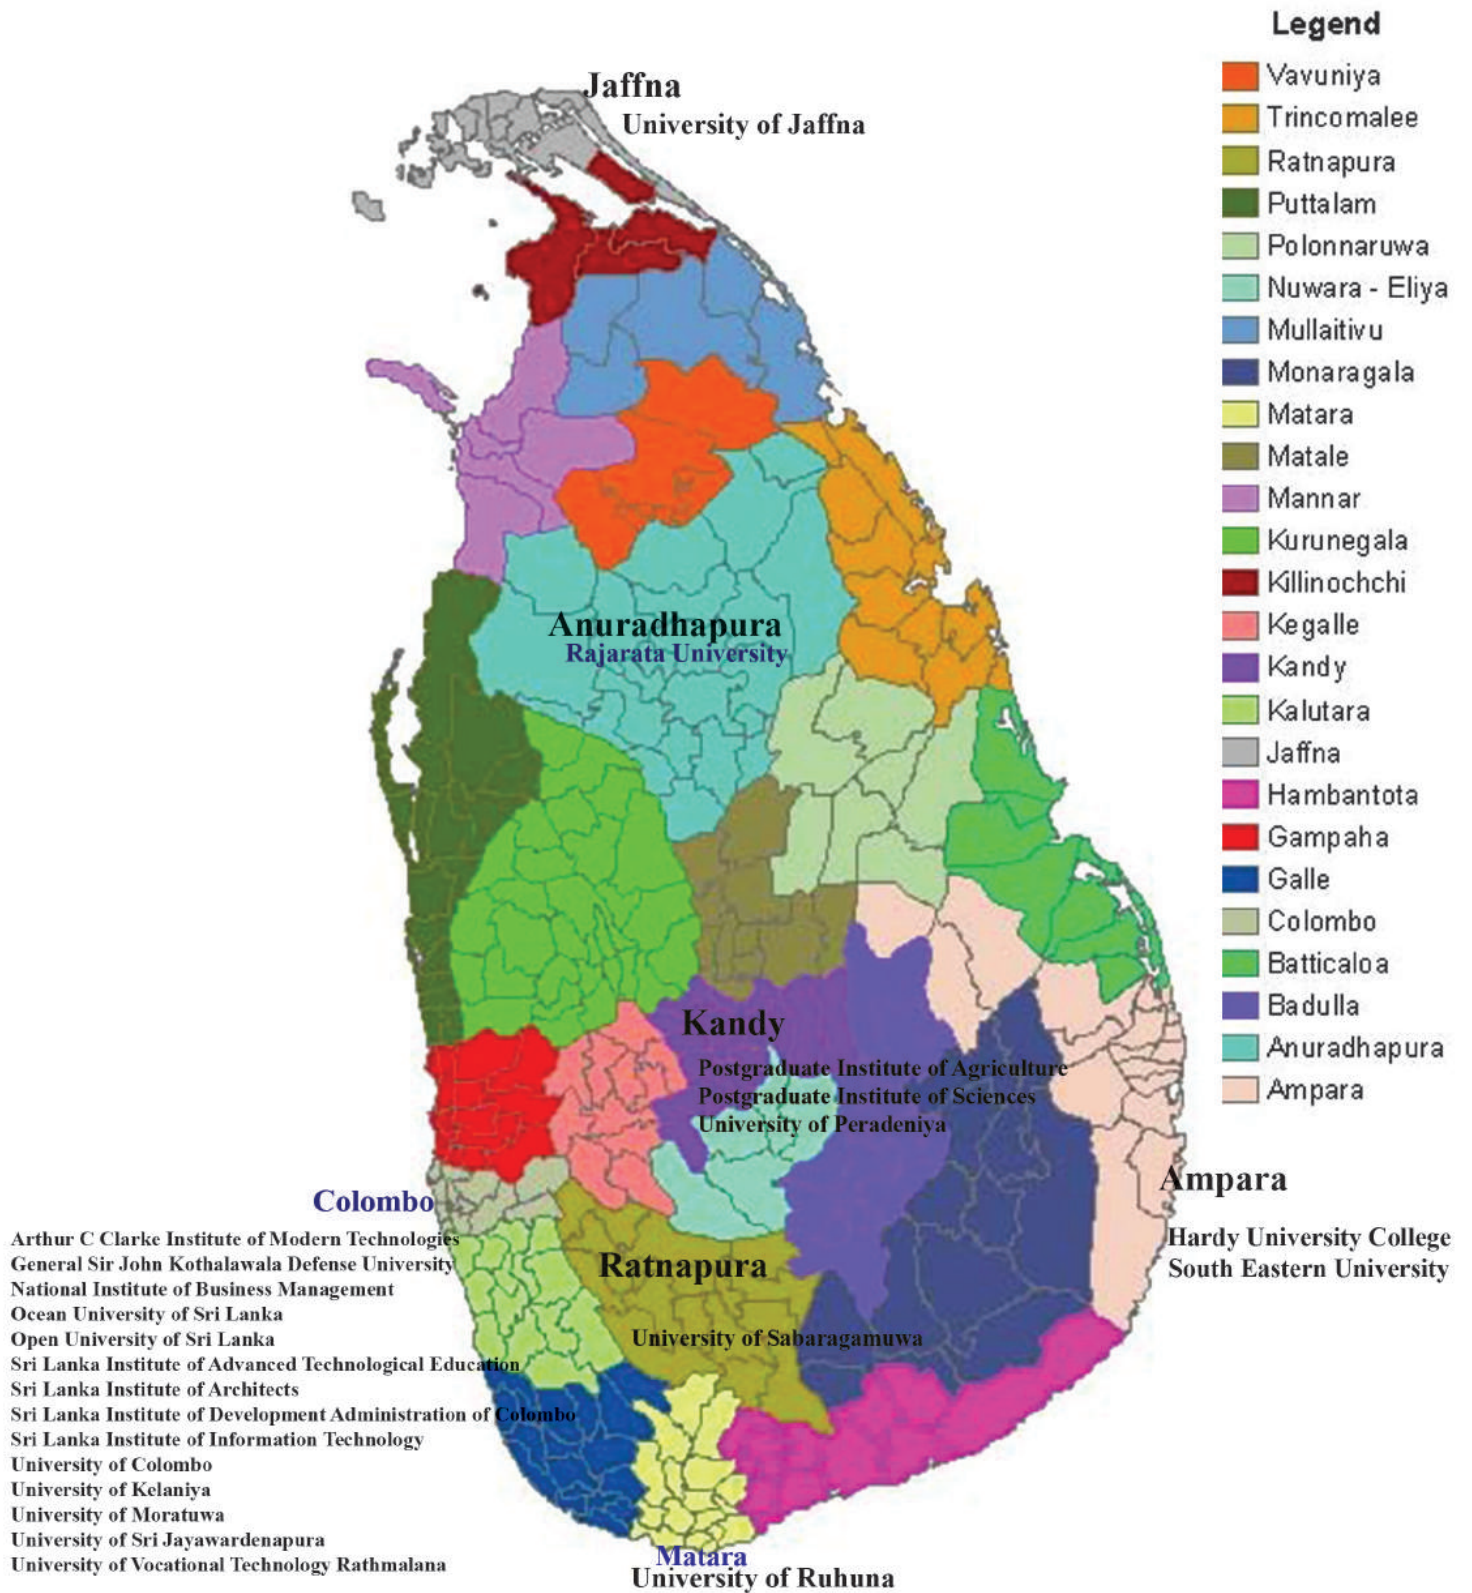 Legend
Vavuniya
Trincomalee
Ratnapura
Puttalam
Polonnaruwa
Nuwara - Eliya
Mullaitivu
Monaragala
Matara
Matale
Mannar
Kurunegala
Killinochchi
Kegalle
Kandy
Kalutara
Jaffna
Hambantota
Gampaha
Galle
Colombo
Batticaloa
Badulla
Anuradhapura
Ampara
Jaffna
University of Jaffna
Anuradhapura
Rajarata University
Kandy
Postgraduate Institute of Agriculture
Postgraduate Institute of Sciences
University of Peradeniya
Ampara
Hardy University College
South Eastern University
Colombo
Arthur C Clarke Institute of Modern Technologies
General Sir John Kothalawala Defense University
National Institute of Business Management
Ocean University of Sri Lanka
Open University of Sri Lanka
Sri Lanka Institute of Advanced Technological Education
Sri Lanka Institute of Architects
Sri Lanka Institute of Development Administration of Colombo
Sri Lanka Institute of Information Technology
University of Colombo
University of Kelaniya
University of Moratuwa
University of Sri Jayawardenapura
University of Vocational Technology Rathmalana
Ratnapura
University of Sabaragamuwa
Matara
University of Ruhuna